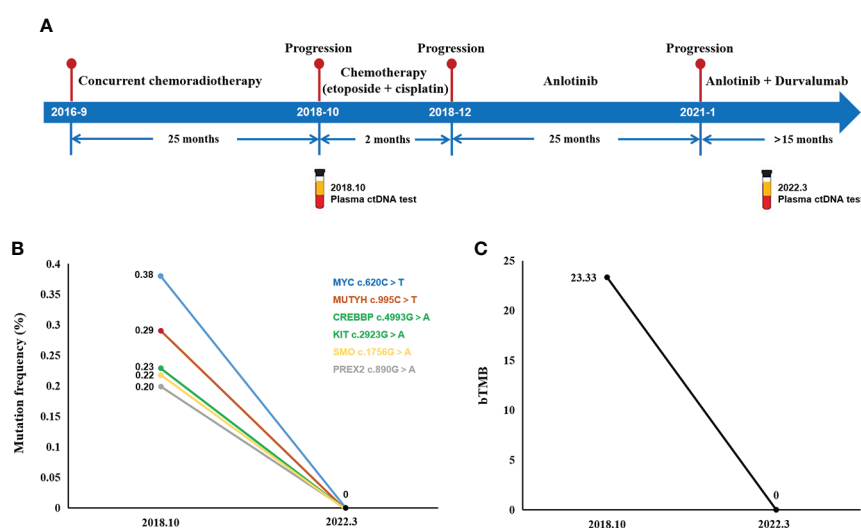 A
Progression
Progression
Progression
Concurrent chemoradiotherapy
Chemotherapy
(etoposide + cisplatin)
Anlotinib
Anlotinib + Durvalumab
2016-9
2018-10
2018-12
2021-1
25 months
2 months
25 months
>15 months
2018.10
Plasma ctDNA test
2022.3
Plasma ctDNA test
B
Mutation frequency (%)
0.4
0.35
0.3
0.25
0.2
0.15
0.1
0.05
0
0.38
0.29
0.23
0.22
0.20
0
2018.10
2022.3
MYC c.620C > T
MUTYH c.995C > T
CREBBP c.4993G > A
KIT c.2923G > A
SMO c.1756G > A
PREX2 c.890G > A
C
bTMB
25
20
15
10
5
0
23.33
0
2018.10
2022.3